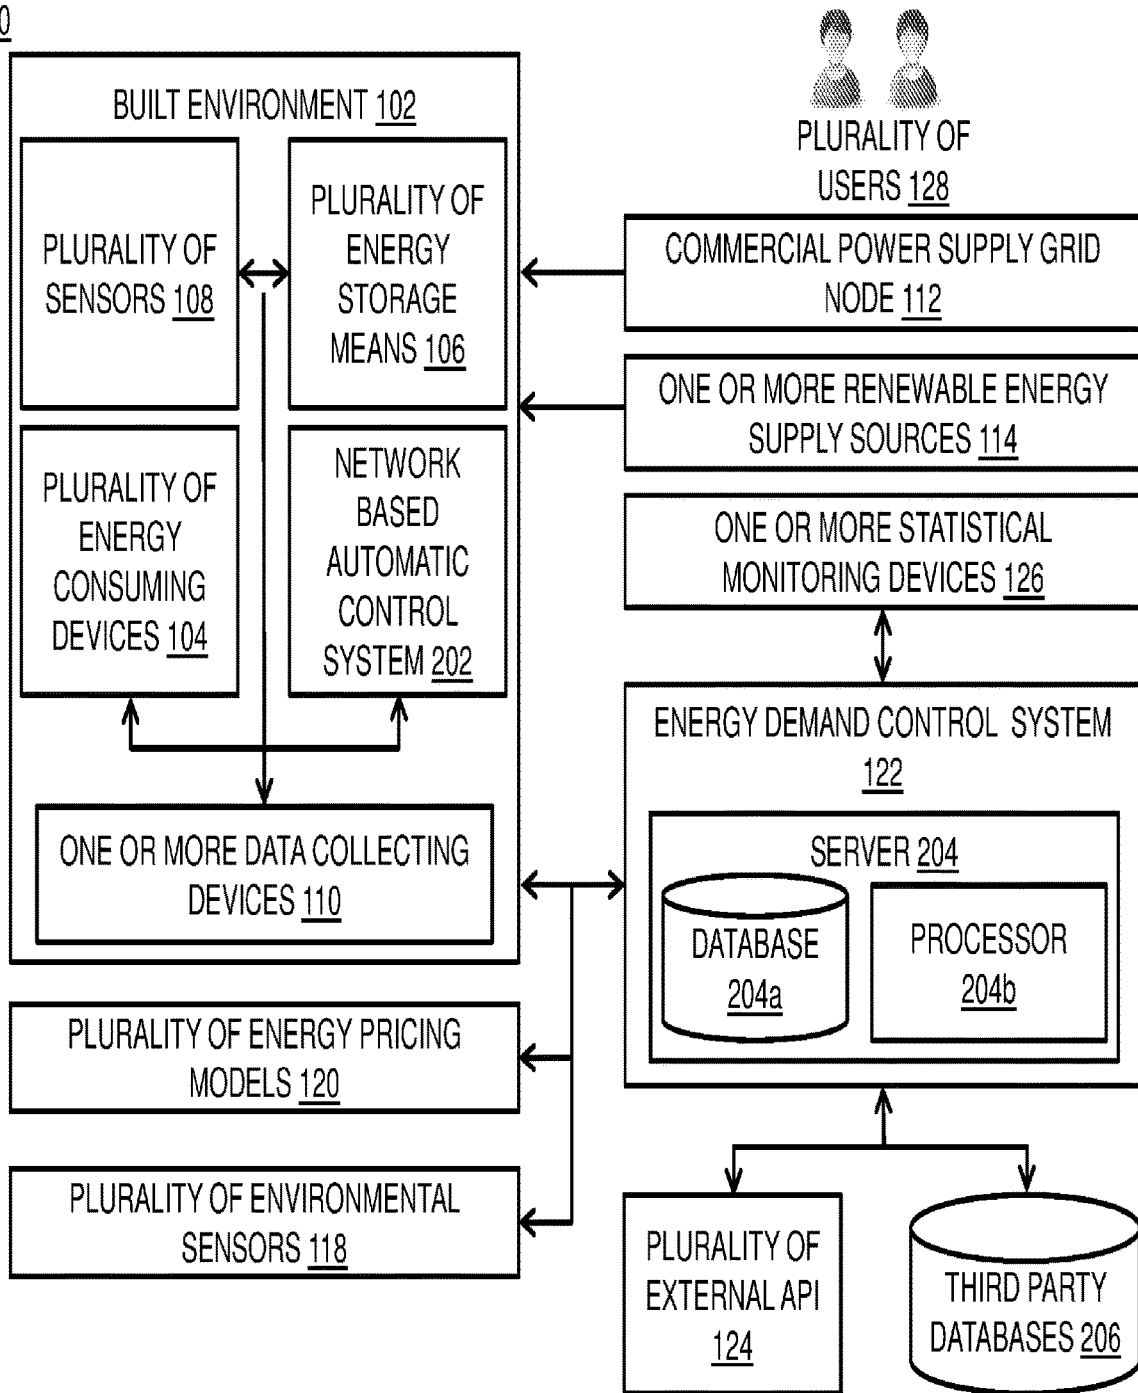 0
BUILT ENVIRONMENT 102
PLURALITY OF
SENSORS 108
PLURALITY OF
ENERGY
STORAGE
MEANS 106
PLURALITY OF
ENERGY
CONSUMING
DEVICES 104
NETWORK
BASED
AUTOMATIC
CONTROL
SYSTEM 202
ONE OR MORE DATA COLLECTING
DEVICES 110
PLURALITY OF ENERGY PRICING
MODELS 120
PLURALITY OF ENVIRONMENTAL
SENSORS 118
PLURALITY OF
USERS 128
COMMERCIAL POWER SUPPLY GRID
NODE 112
ONE OR MORE RENEWABLE ENERGY
SUPPLY SOURCES 114
ONE OR MORE STATISTICAL
MONITORING DEVICES 126
ENERGY DEMAND CONTROL SYSTEM
122
SERVER 204
DATABASE
204a
PROCESSOR
204b
PLURALITY OF
EXTERNAL API
124
THIRD PARTY
DATABASES 206